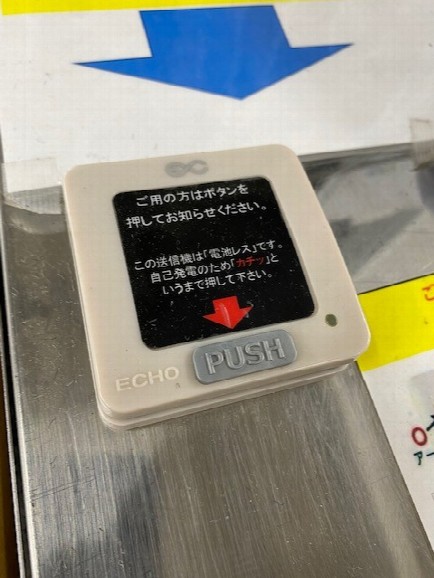 ご用の方はボタンを
押してお知らせください。
この送信機は「電池レス」です。
自己発電のため「カチッ」と
いうまで押して下さい。
PUSH
ECHO